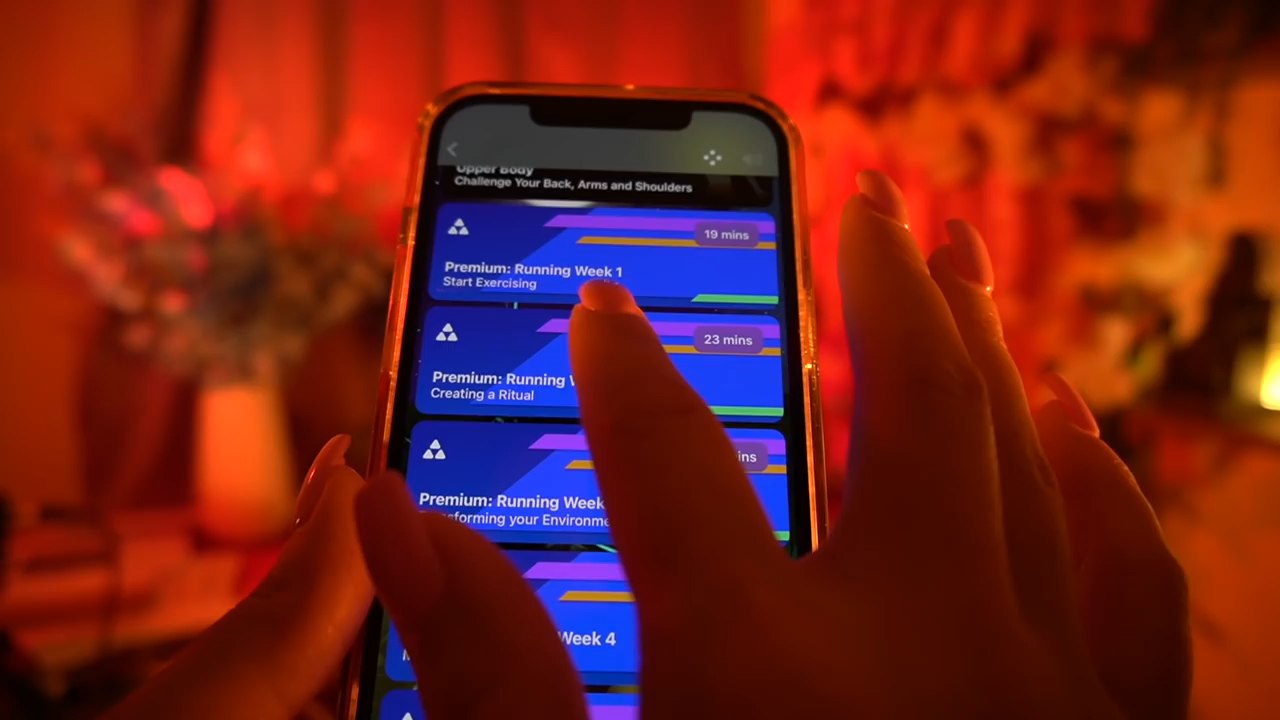 Upper Body
Challenge Your Back, Arms and Shoulders
19 mins
Premium: Running Week 1
Start Exercising
23 mins
Premium: Running
Creating a Ritual
Premium: Running Week
Week 4